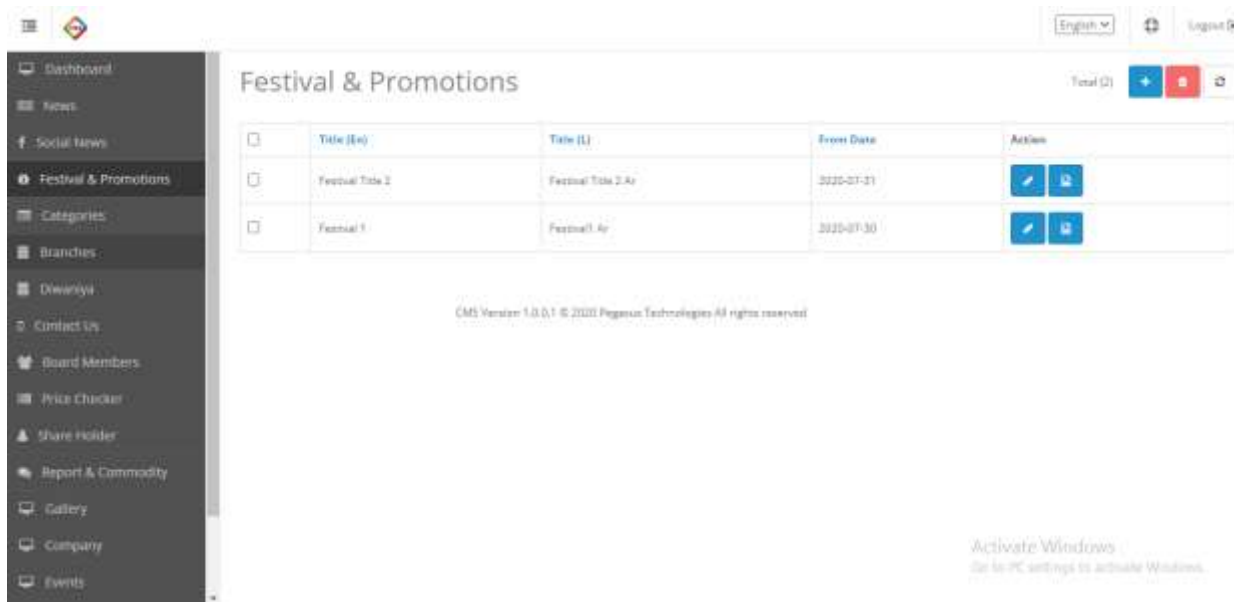 English
Logout
Dashboard
News
Social News
Festival & Promotions
Categories
Branches
Diwaniya
Contact Us
Board Members
Price Checker
Share Holder
Report & Commodity
Gallery
Company
Events
Festival & Promotions
Total (2)
Title (En) Title (L) From Date Action
Festival Title 2 Festival Title 2 Ar 2020-07-31
Festival 1 Festival1 Ar 2020-07-30
CMS Version 1.0.0.1 © 2020 Pegasus Technologies All rights reserved
Activate Windows
Go to PC settings to activate Windows.